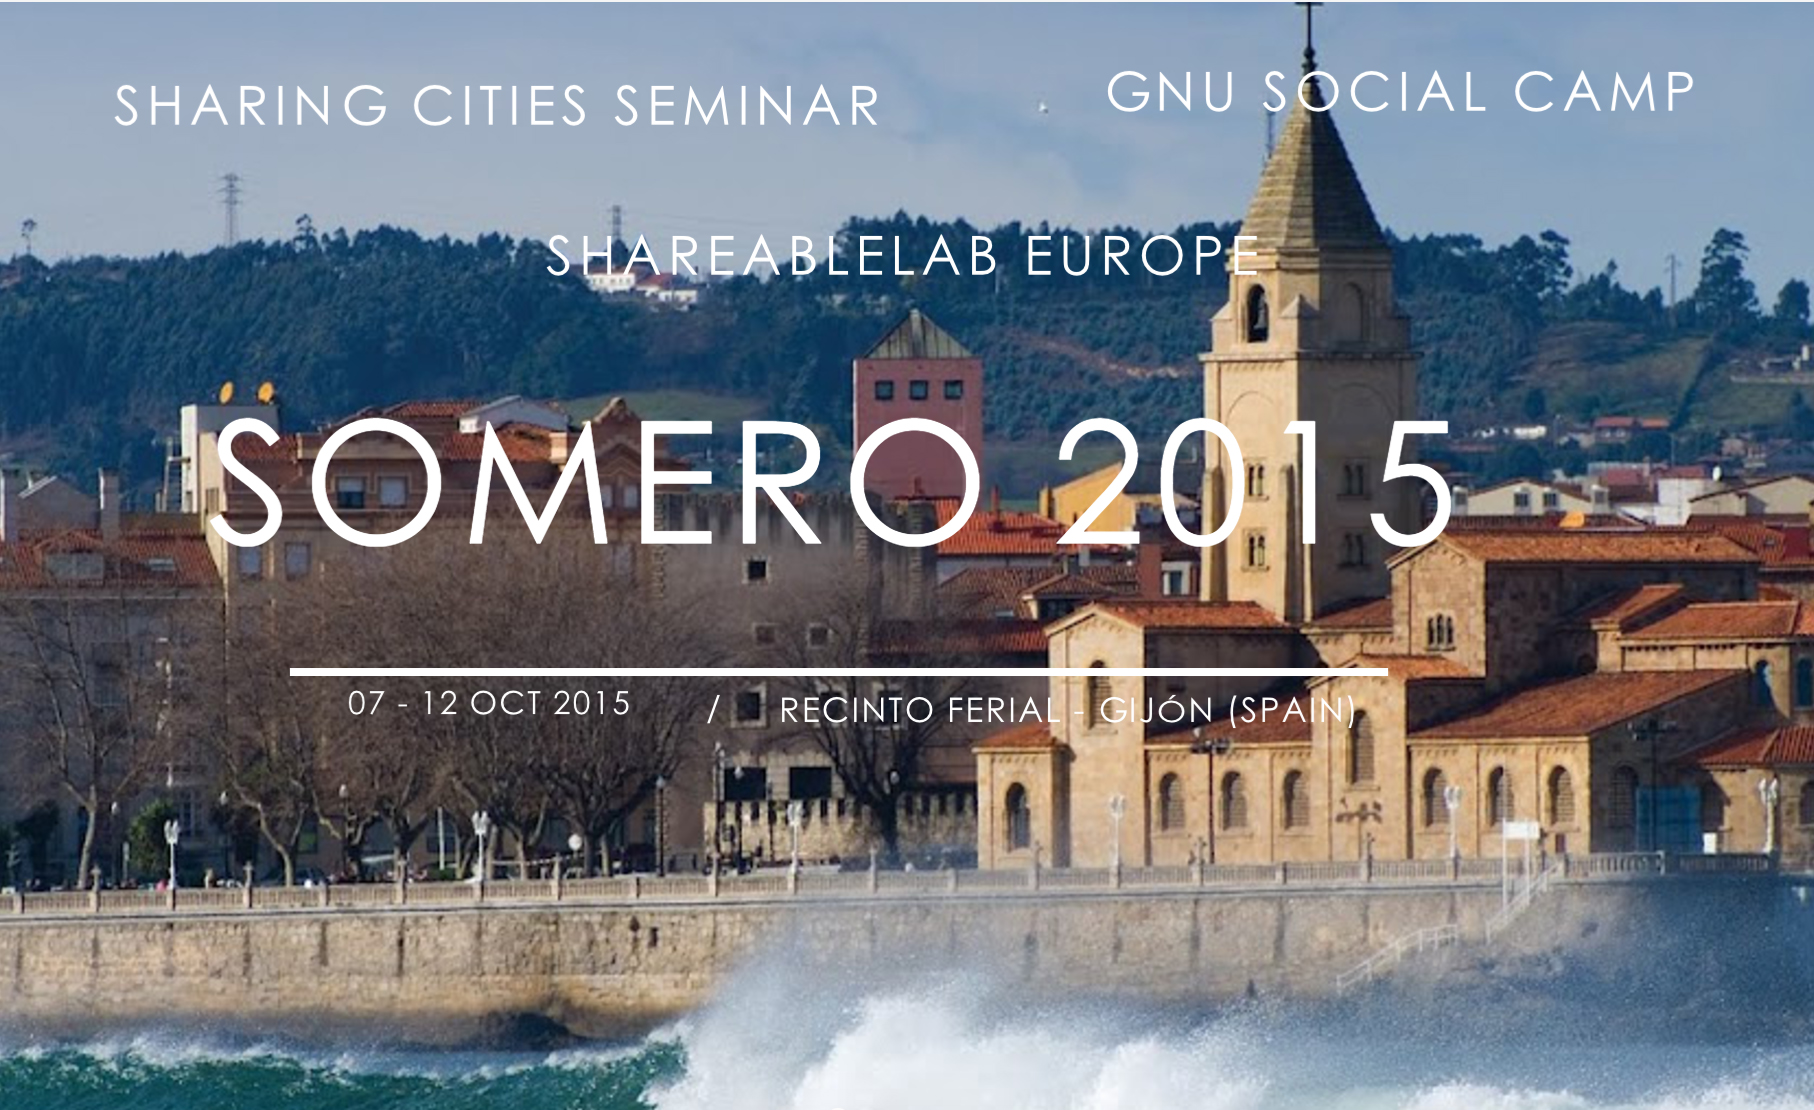 SHARING CITIES SEMINAR
GNU SOCIAL CAMP
SHAREABLELAB EUROPE
SOMERO 2015
07 - 12 OCT 2015 / RECINTO FERIAL - GIJÓN (SPAIN)